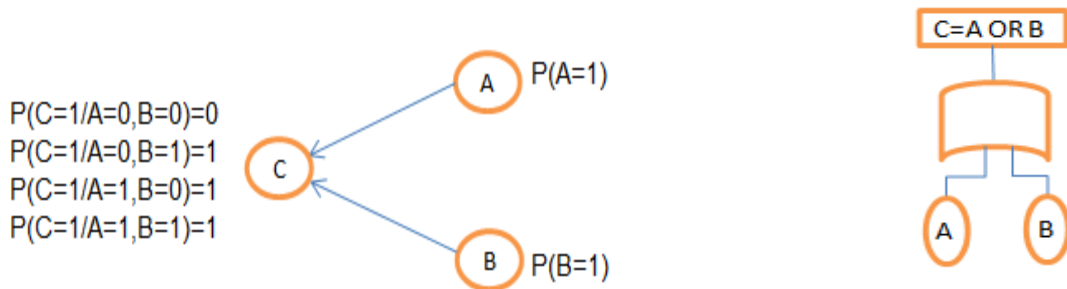 P(C=1/A=0,B=0)=0
P(C=1/A=0,B=1)=1
P(C=1/A=1,B=0)=1
P(C=1/A=1,B=1)=1
C
A
P(A=1)
B
P(B=1)
C=A OR B
A
B